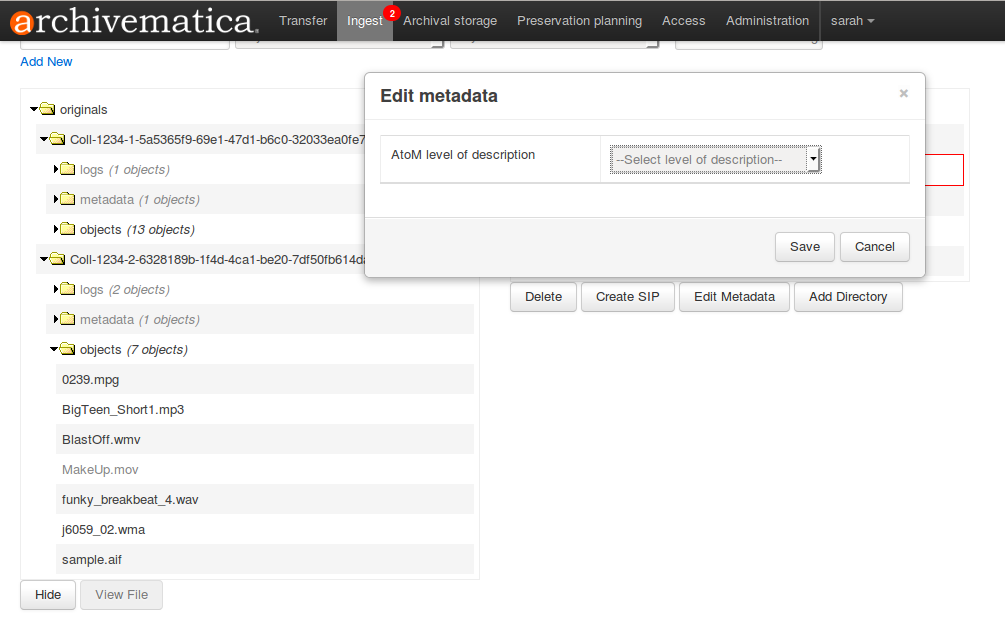 archivematica. Transfer Ingest 2 Archival storage Preservation planning Access Administration sarah
Add New
Edit metadata ×
AtoM level of description --Select level of description--
Save Cancel
originals
Coll-1234-1-5a5365f9-69e1-47d1-b6c0-32033ea0fe7
logs (1 objects)
metadata (1 objects)
objects (13 objects)
Coll-1234-2-6328189b-1f4d-4ca1-be20-7df50fb614d
logs (2 objects)
metadata (1 objects)
objects (7 objects)
0239.mpg
BigTeen_Short1.mp3
BlastOff.wmv
MakeUp.mov
funky_breakbeat_4.wav
j6059_02.wma
sample.aif
Delete Create SIP Edit Metadata Add Directory
Hide View File